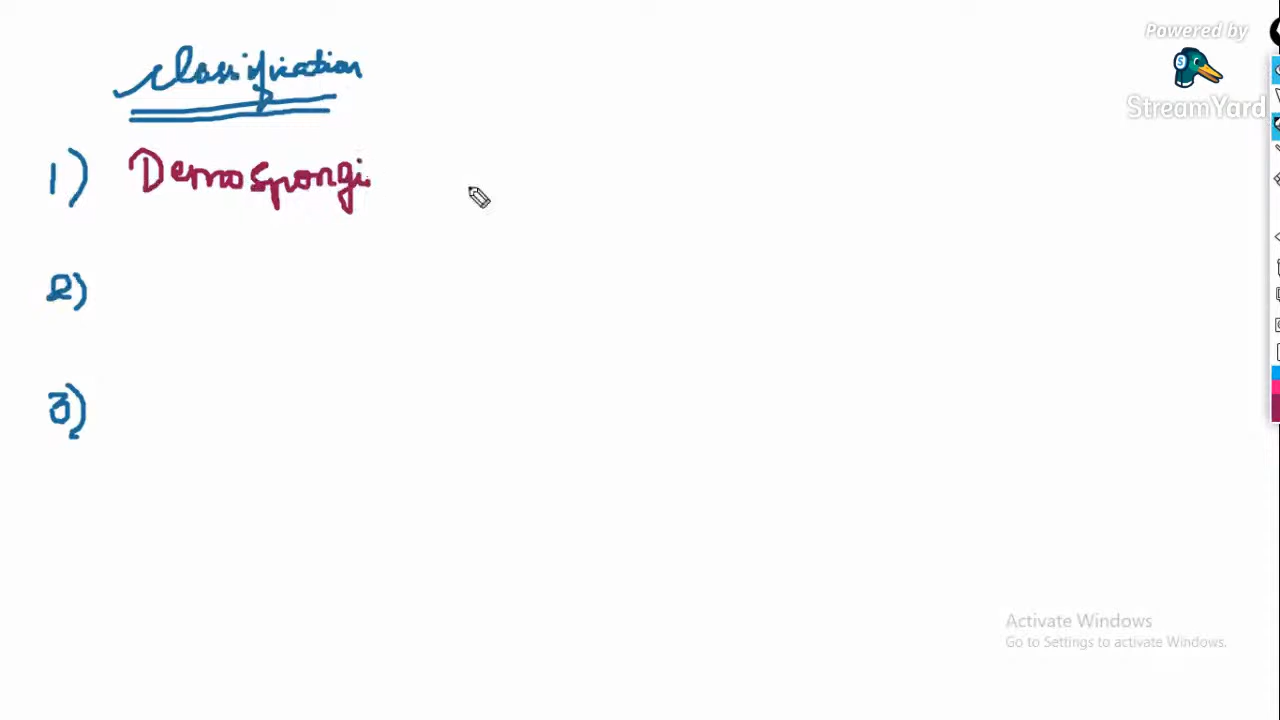 Powered by
StreamYard
Classification
1) Demospongi
2)
3)
Activate Windows
Go to Settings to activate Windows.